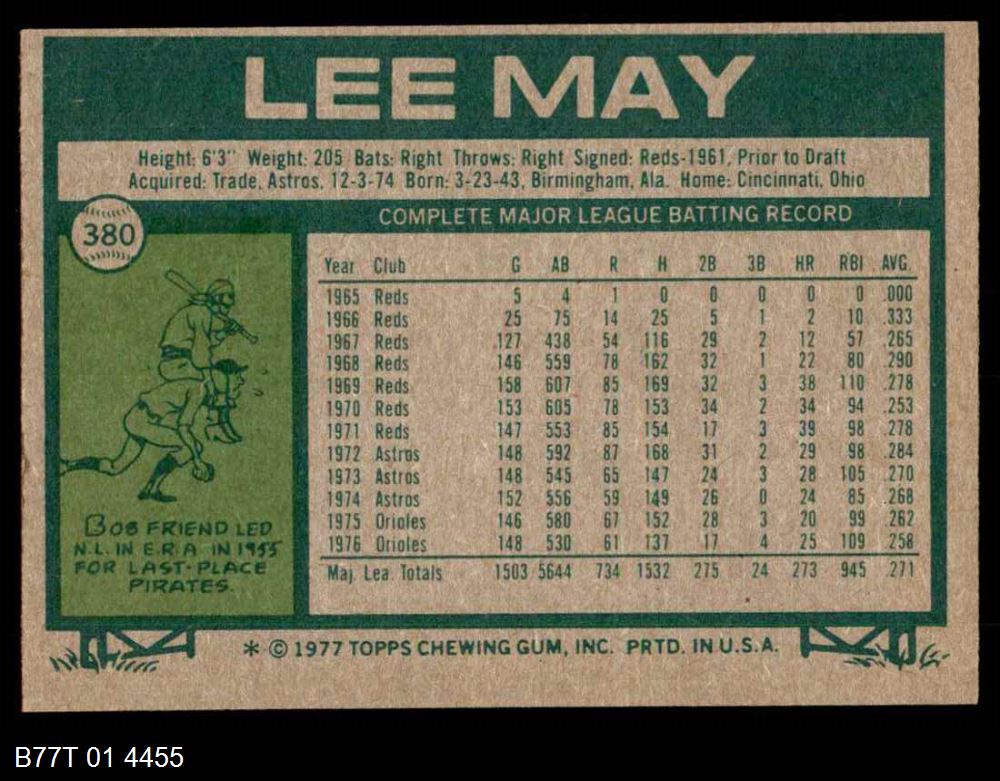 LEE MAY
Height: 6'3" Weight: 205 Bats: Right Throws: Right Signed: Reds-1961, Prior to Draft
Acquired: Trade, Astros, 12-3-74 Born: 3-23-43, Birmingham, Ala. Home: Cincinnati, Ohio
380
COMPLETE MAJOR LEAGUE BATTING RECORD
Year Club G AB R H 2B 3B HR RBI AVG.
1965 Reds 5 4 1 0 0 0 0 0 .000
1966 Reds 25 75 14 25 5 1 2 10 .333
1967 Reds 127 438 54 116 29 2 12 57 .265
1968 Reds 146 559 78 162 32 1 22 80 .290
1969 Reds 158 607 85 169 32 3 38 110 .278
1970 Reds 153 605 78 153 34 2 34 94 .253
1971 Reds 147 553 85 154 17 3 39 98 .278
1972 Astros 148 592 87 168 31 2 29 98 .284
1973 Astros 148 545 65 147 24 3 28 105 .270
1974 Astros 152 556 59 149 26 0 24 85 .268
1975 Orioles 146 580 67 152 28 3 20 99 .262
1976 Orioles 148 530 61 137 17 4 25 109 .258
Maj. Lea. Totals 1503 5644 734 1532 275 24 273 945 .271
BOB FRIEND LED
N.L. IN E.R.A. IN 1955
FOR LAST-PLACE
PIRATES.
* © 1977 TOPPS CHEWING GUM, INC. PRTD. IN U.S.A.
B77T 01 4455